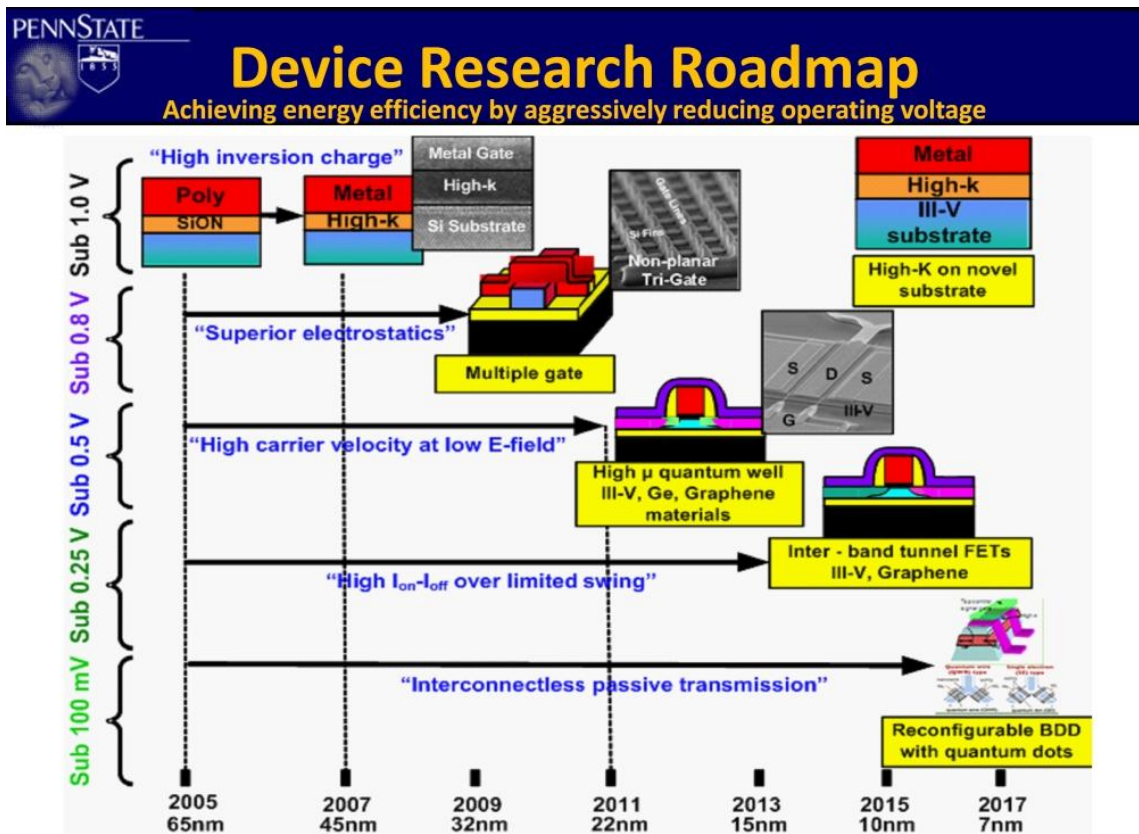 PENNSTATE
1855
Device Research Roadmap
Achieving energy efficiency by aggressively reducing operating voltage
Sub 1.0 V
"High inversion charge"
Poly
SiON
Metal
High-k
Metal Gate
High-k
Si Substrate
Gate Lines
Si Fins
Non-planar
Tri-Gate
Metal
High-k
III-V
substrate
High-K on novel
substrate
Sub 0.8 V
"Superior electrostatics"
Multiple gate
S
D
S
G
III-V
Sub 0.5 V
"High carrier velocity at low E-field"
High µ quantum well
III-V, Ge, Graphene
materials
Sub 0.25 V
"High Ion-Ioff over limited swing"
Inter - band tunnel FETs
III-V, Graphene
Sub 100 mV
"Interconnectless passive transmission"
Reconfigurable BDD
with quantum dots
2005
65nm
2007
45nm
2009
32nm
2011
22nm
2013
15nm
2015
10nm
2017
7nm